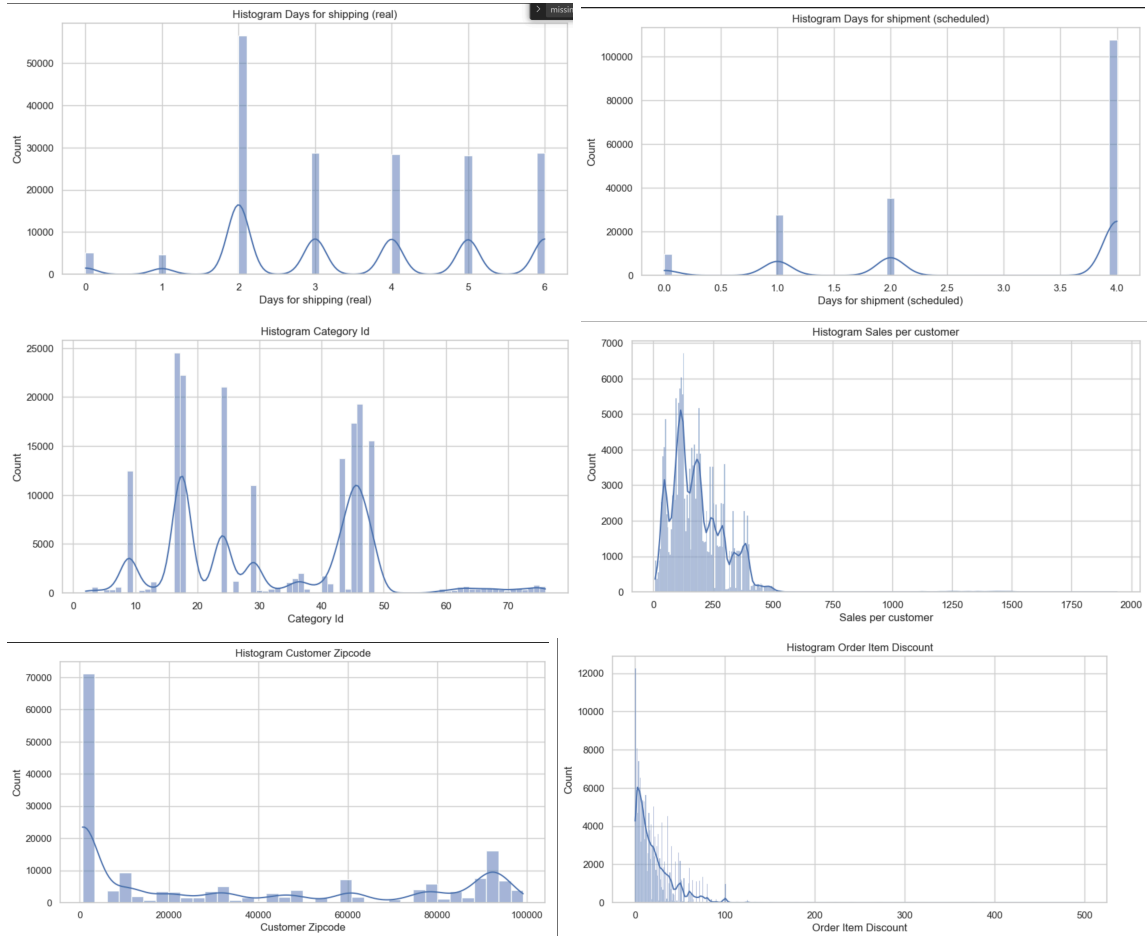 Histogram Days for shipping (real)
missin
50000
40000
30000
20000
10000
0
Count
0 1 2 3 4 5 6
Days for shipping (real)
Histogram Days for shipment (scheduled)
100000
80000
60000
40000
20000
0
Count
0.0 0.5 1.0 1.5 2.0 2.5 3.0 3.5 4.0
Days for shipment (scheduled)
Histogram Category Id
25000
20000
15000
10000
5000
0
Count
0 10 20 30 40 50 60 70
Category Id
Histogram Sales per customer
7000
6000
5000
4000
3000
2000
1000
0
Count
0 250 500 750 1000 1250 1500 1750 2000
Sales per customer
Histogram Customer Zipcode
70000
60000
50000
40000
30000
20000
10000
0
Count
0 20000 40000 60000 80000 100000
Customer Zipcode
Histogram Order Item Discount
12000
10000
8000
6000
4000
2000
0
Count
0 100 200 300 400 500
Order Item Discount